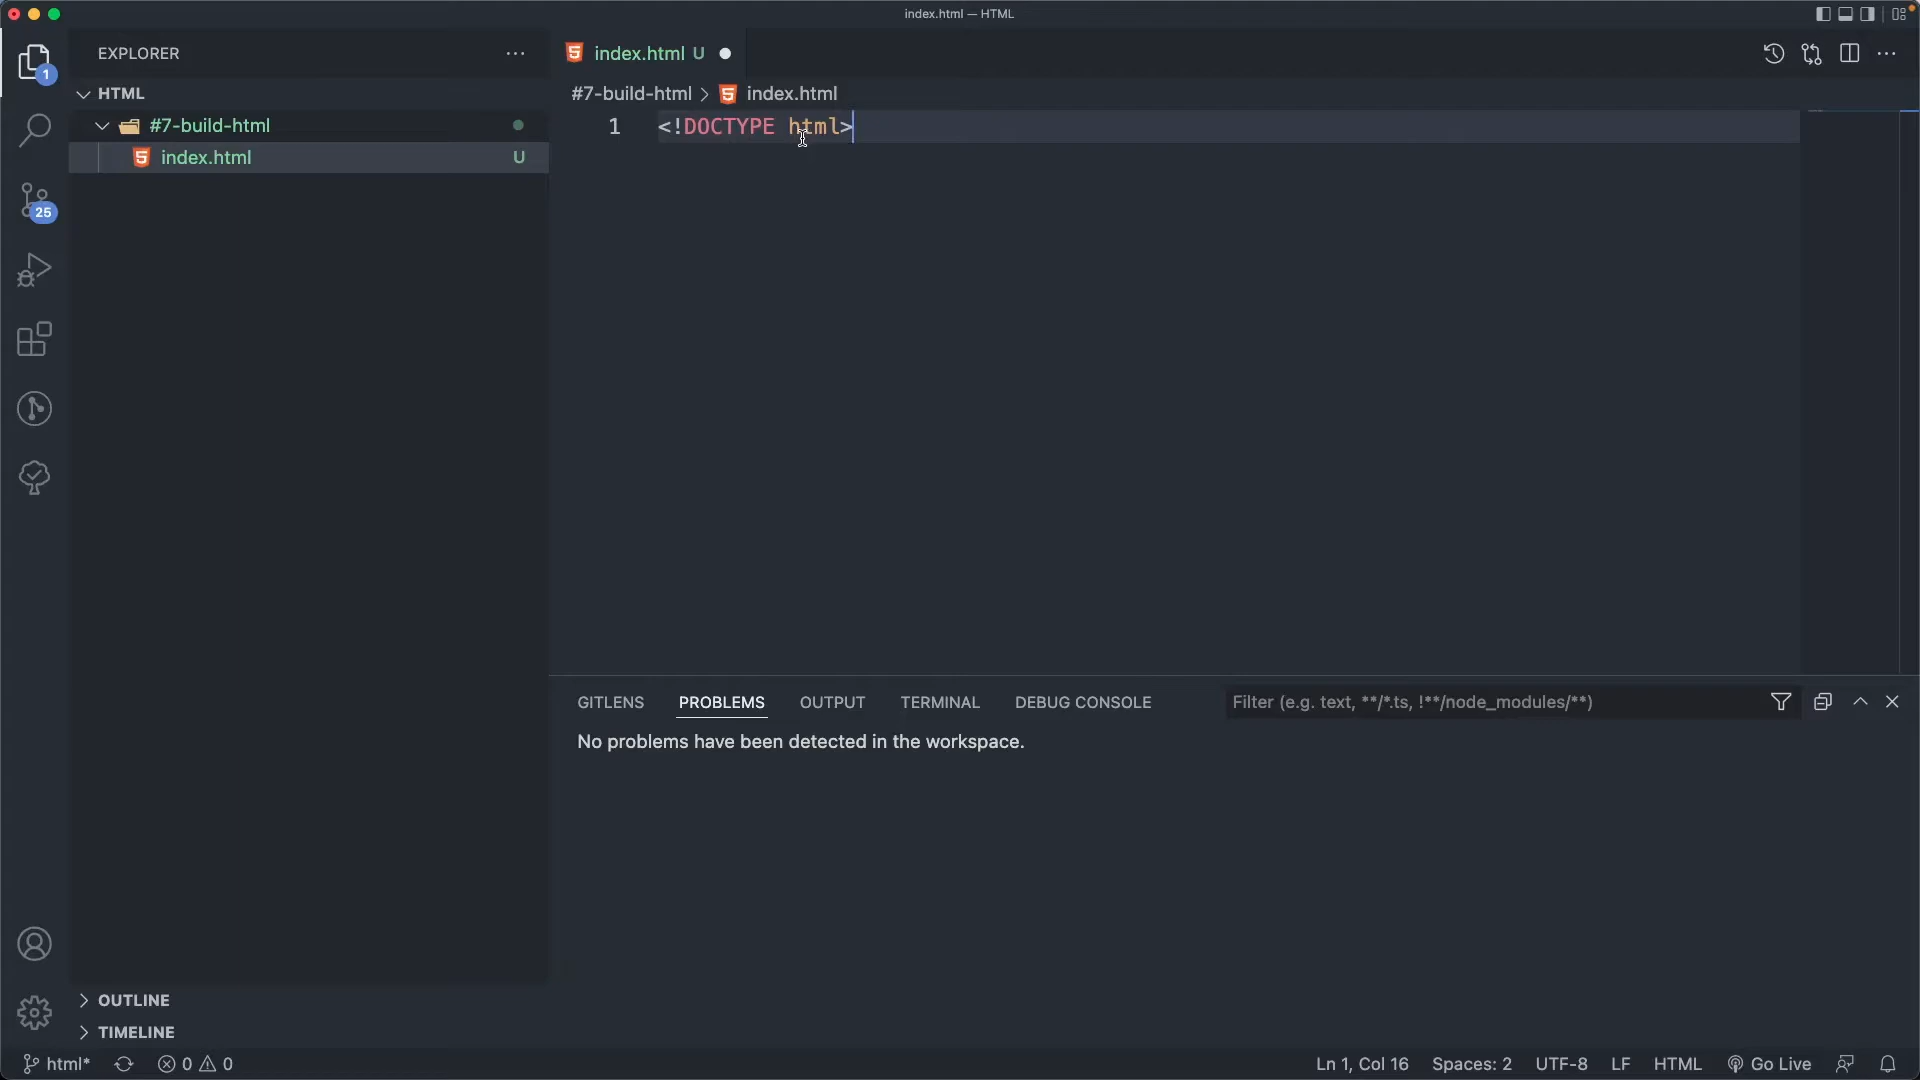 index.html — HTML
EXPLORER
1
HTML
#7-build-html
index.html U
25
OUTLINE
TIMELINE
index.html U
#7-build-html > index.html
1 <!DOCTYPE html>
GITLENS PROBLEMS OUTPUT TERMINAL DEBUG CONSOLE Filter (e.g. text, **/*.ts, !**/node_modules/**)
No problems have been detected in the workspace.
html* 0 0 Ln 1, Col 16 Spaces: 2 UTF-8 LF HTML Go Live